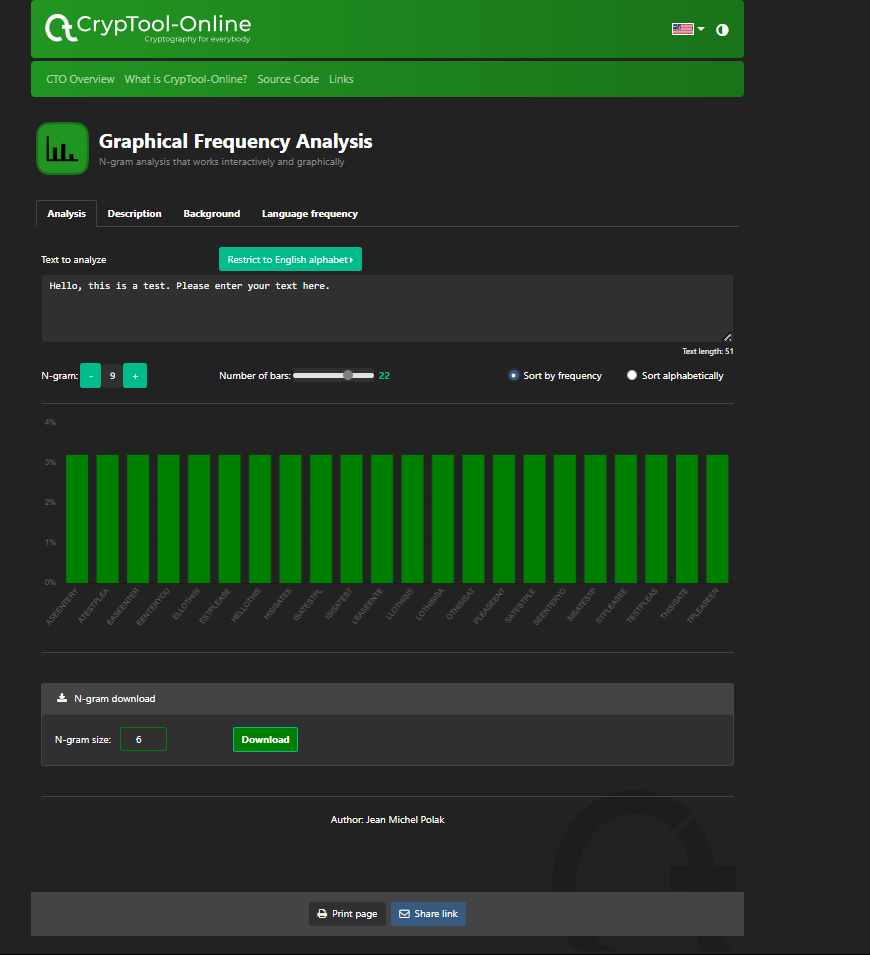 CrypTool-Online
Cryptography for everybody
CTO Overview What is CrypTool-Online? Source Code Links
Graphical Frequency Analysis
N-gram analysis that works interactively and graphically
Analysis Description Background Language frequency
Text to analyze Restrict to English alphabet
Hello, this is a test. Please enter your text here.
Text length: 51
N-gram: - 9 + Number of bars: 22 Sort by frequency Sort alphabetically
4%
3%
2%
1%
0%
ASEENTERY ATESTPLEA EASEENTER EENTERYOU ELLOTHISI ESTPLEASE HELLOTHIS HISISATES ISATESTPL ISISATEST LEASEENTE LLOTHISIS LOTHISISA OTHISISAT PLEASEENT SATESTPLE SEENTERYO SISATESTP STPLEASEE TESTPLEAS THISISATE TPLEASEEN
N-gram download
N-gram size: 6 Download
Author: Jean Michel Polak
Print page Share link